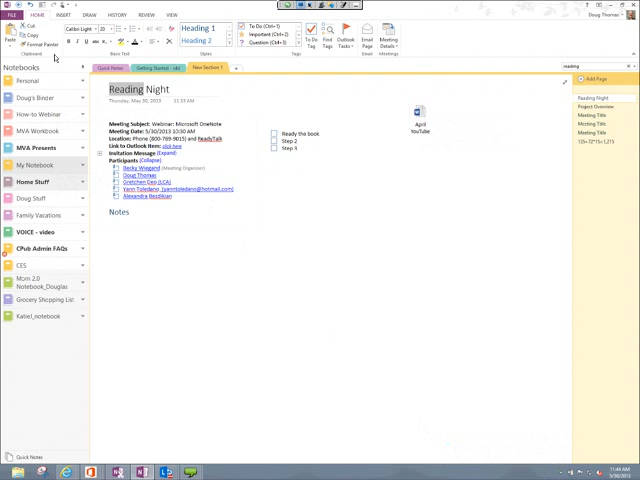 Doug Thomas
FILE HOME INSERT DRAW HISTORY REVIEW VIEW
Paste
Cut
Copy
Format Painter
Clipboard
Calibri Light 20
Basic Text
Heading 1
Heading 2
Styles
To Do (Ctrl+1)
Important (Ctrl+2)
Question (Ctrl+3)
To Do Tag
Find Tags
Outlook Tasks
Tags
Email Page
Email
Meeting Details
Meetings
Notebooks
Quick Notes
Getting Started - old
New Section 1
reading
Personal
Doug's Binder
How-to Webinar
MVA Workbook
MVA Presents
My Notebook
Home Stuff
Doug Stuff
Family Vacations
VOICE - video
CPub Admin FAQs
CES
Mom 2.0
Notebook_Douglas
Grocery Shopping List
KatieJ_notebook
Quick Notes
Reading Night
Thursday, May 30, 2013 11:33 AM
Meeting Subject: Webinar: Microsoft OneNote
Meeting Date: 5/30/2013 10:30 AM
Location: Phone (800-769-9015) and ReadyTalk
Link to Outlook Item: click here
Invitation Message (Expand)
Participants (Collapse)
Becky Wiegand (Meeting Organizer)
Doug Thomas
Gretchen Deo (LCA)
Yann Toledano, (yanntoledano@hotmail.com)
Alexandra Bezdikian
Notes
Ready the book
Step 2
Step 3
April
YouTube
Add Page
Reading Night
Project Overview
Meeting Title
Meeting Title
Meeting Title
11:44 AM
5/30/2013